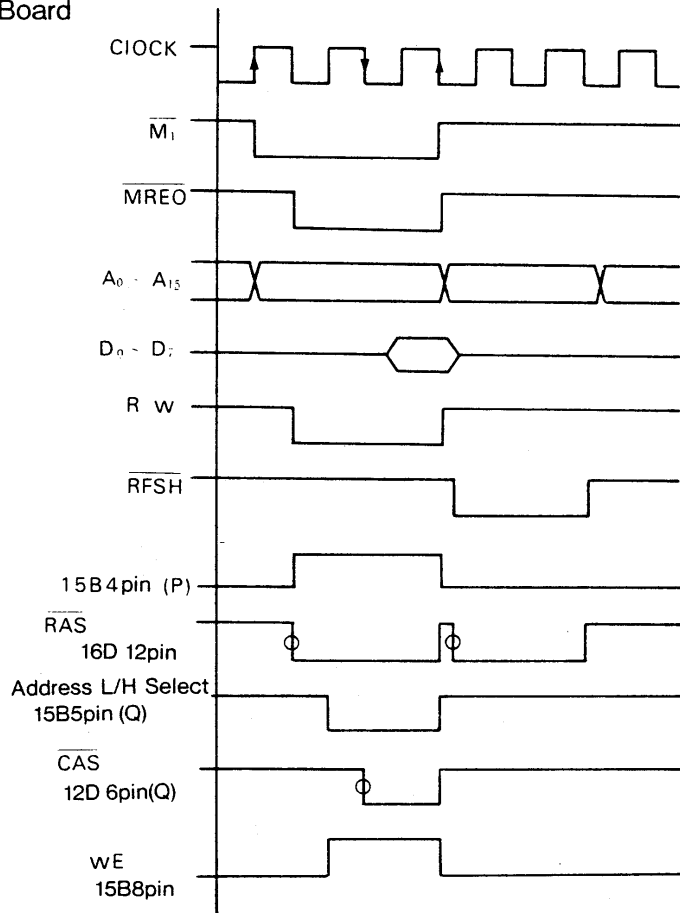 Board
ClOCK
M1
MREO
A0 - A15
D0 ~ D7
R W
RFSH
15B4pin (P)
RAS
16D 12pin
Address L/H Select
15B5pin (Q)
CAS
12D 6pin(Q)
WE
15B8pin